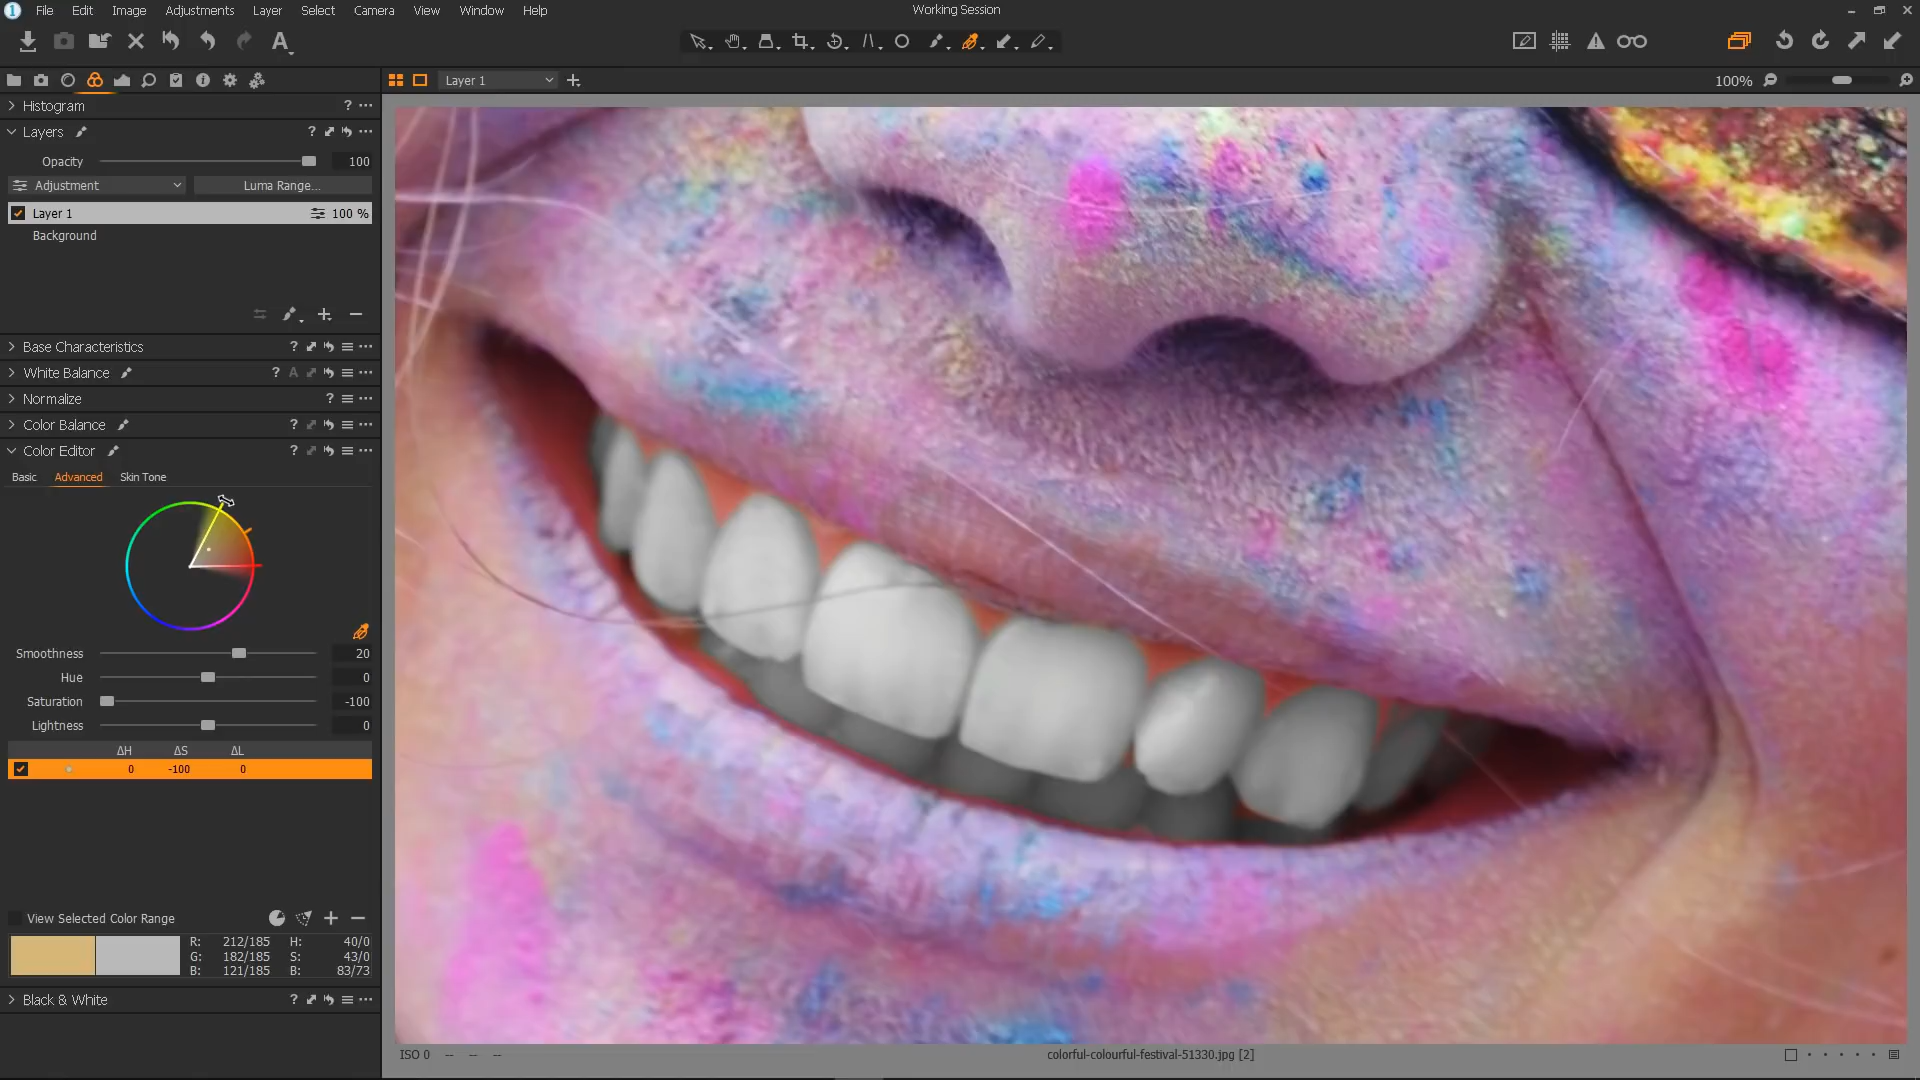 File Edit Image Adjustments Layer Select Camera View Window Help
Working Session
Layer 1
100%
Histogram
Layers
Opacity 100
Adjustment Luma Range...
Layer 1 100 %
Background
Base Characteristics
White Balance
Normalize
Color Balance
Color Editor
Basic Advanced Skin Tone
Smoothness 20
Hue 0
Saturation -100
Lightness 0
ΔH ΔS ΔL
0 -100 0
View Selected Color Range
R: 212/185 H: 40/0
G: 182/185 S: 43/0
B: 121/185 B: 83/73
Black & White
ISO 0 -- -- --
colorful-colourful-festival-51330.jpg [2]